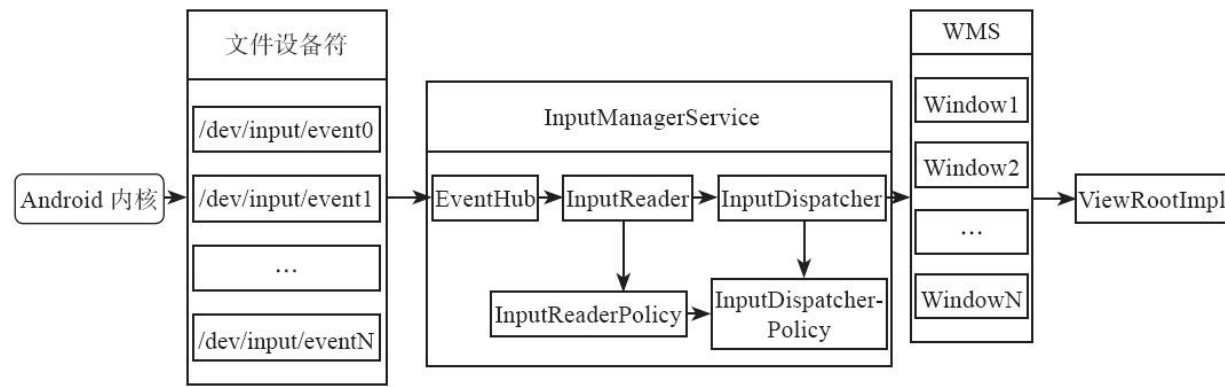 Android 内核
文件设备符
/dev/input/event0
/dev/input/event1
…
/dev/input/eventN
InputManagerService
EventHub
InputReader
InputDispatcher
InputReaderPolicy
InputDispatcher-
Policy
WMS
Window1
Window2
…
WindowN
ViewRootImpl